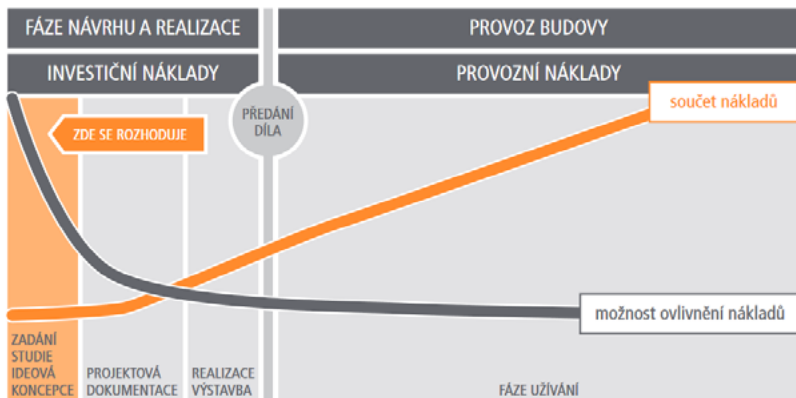 FÁZE NÁVRHU A REALIZACE
PROVOZ BUDOVY
INVESTIČNÍ NÁKLADY
PROVOZNÍ NÁKLADY
součet nákladů
ZDE SE ROZHODUJE
PŘEDÁNÍ
DÍLA
možnost ovlivnění nákladů
ZADÁNÍ
STUDIE
IDEOVÁ
KONCEPCE
PROJEKTOVÁ
DOKUMENTACE
REALIZACE
VÝSTAVBA
FÁZE UŽÍVÁNÍ